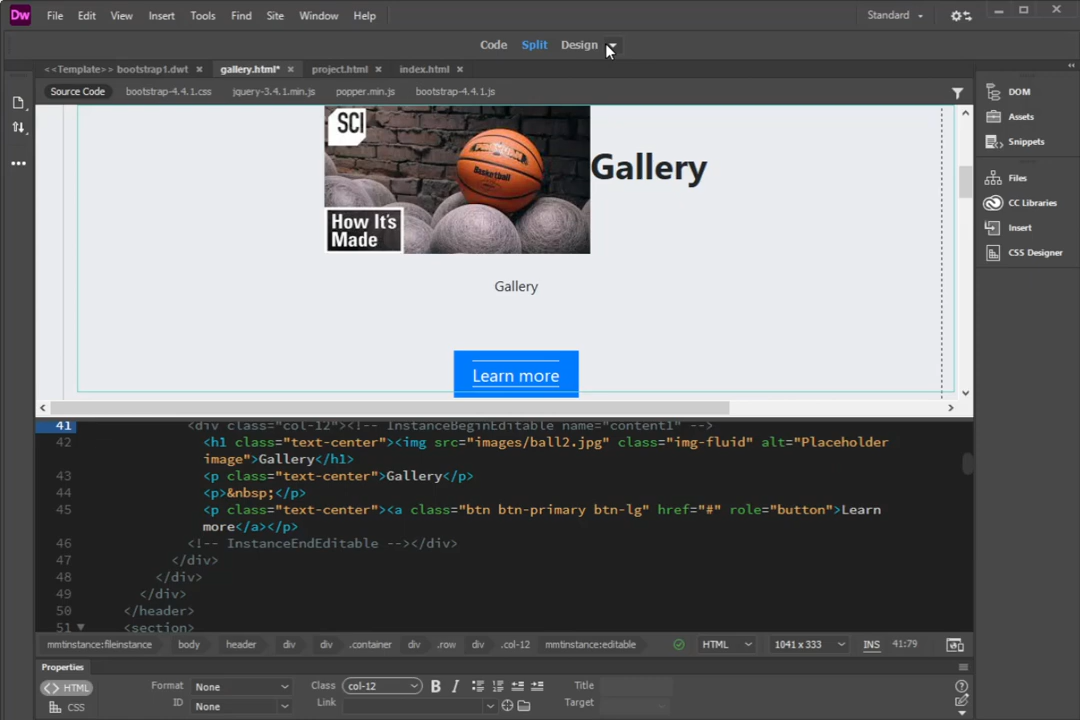 Dw File Edit View Insert Tools Find Site Window Help Standard
Code Split Design
<<Template>> bootstrap1.dwt × gallery.html* × project.html × index.html ×
Source Code bootstrap-4.4.1.css jquery-3.4.1.min.js popper.min.js bootstrap-4.4.1.js
DOM
Assets
Snippets
Files
CC Libraries
Insert
CSS Designer
SCI
Basketball
How It's
Made
Gallery
Gallery
Learn more
41 <div class="col-12"><!-- InstanceBeginEditable name="content1" -->
42 <h1 class="text-center"><img src="images/ball2.jpg" class="img-fluid" alt="Placeholder
image">Gallery</h1>
43 <p class="text-center">Gallery</p>
44 <p>&nbsp;</p>
45 <p class="text-center"><a class="btn btn-primary btn-lg" href="#" role="button">Learn
more</a></p>
46 <!-- InstanceEndEditable --></div>
47 </div>
48 </div>
49 </div>
50 </header>
51 <section>
mmtinstance:fileinstance body header div div .container div .row div .col-12 mmtinstance:editable HTML 1041 x 333 INS 41:79
Properties
<> HTML Format None Class col-12 B I Title
CSS ID None Link Target